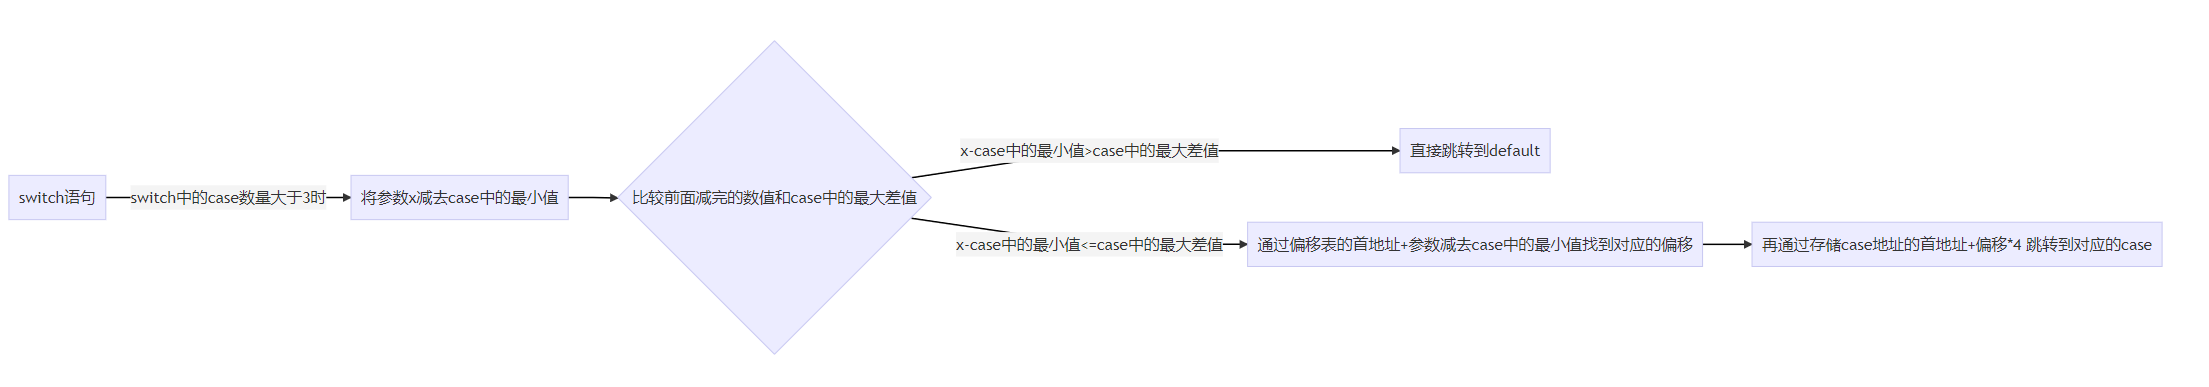 switch语句
switch中的case数量大于3时
将参数x减去case中的最小值
比较前面减完的数值和case中的最大差值
x-case中的最小值>case中的最大差值
直接跳转到default
x-case中的最小值<=case中的最大差值
通过偏移表的首地址+参数减去case中的最小值找到对应的偏移
再通过存储case地址的首地址+偏移*4 跳转到对应的case